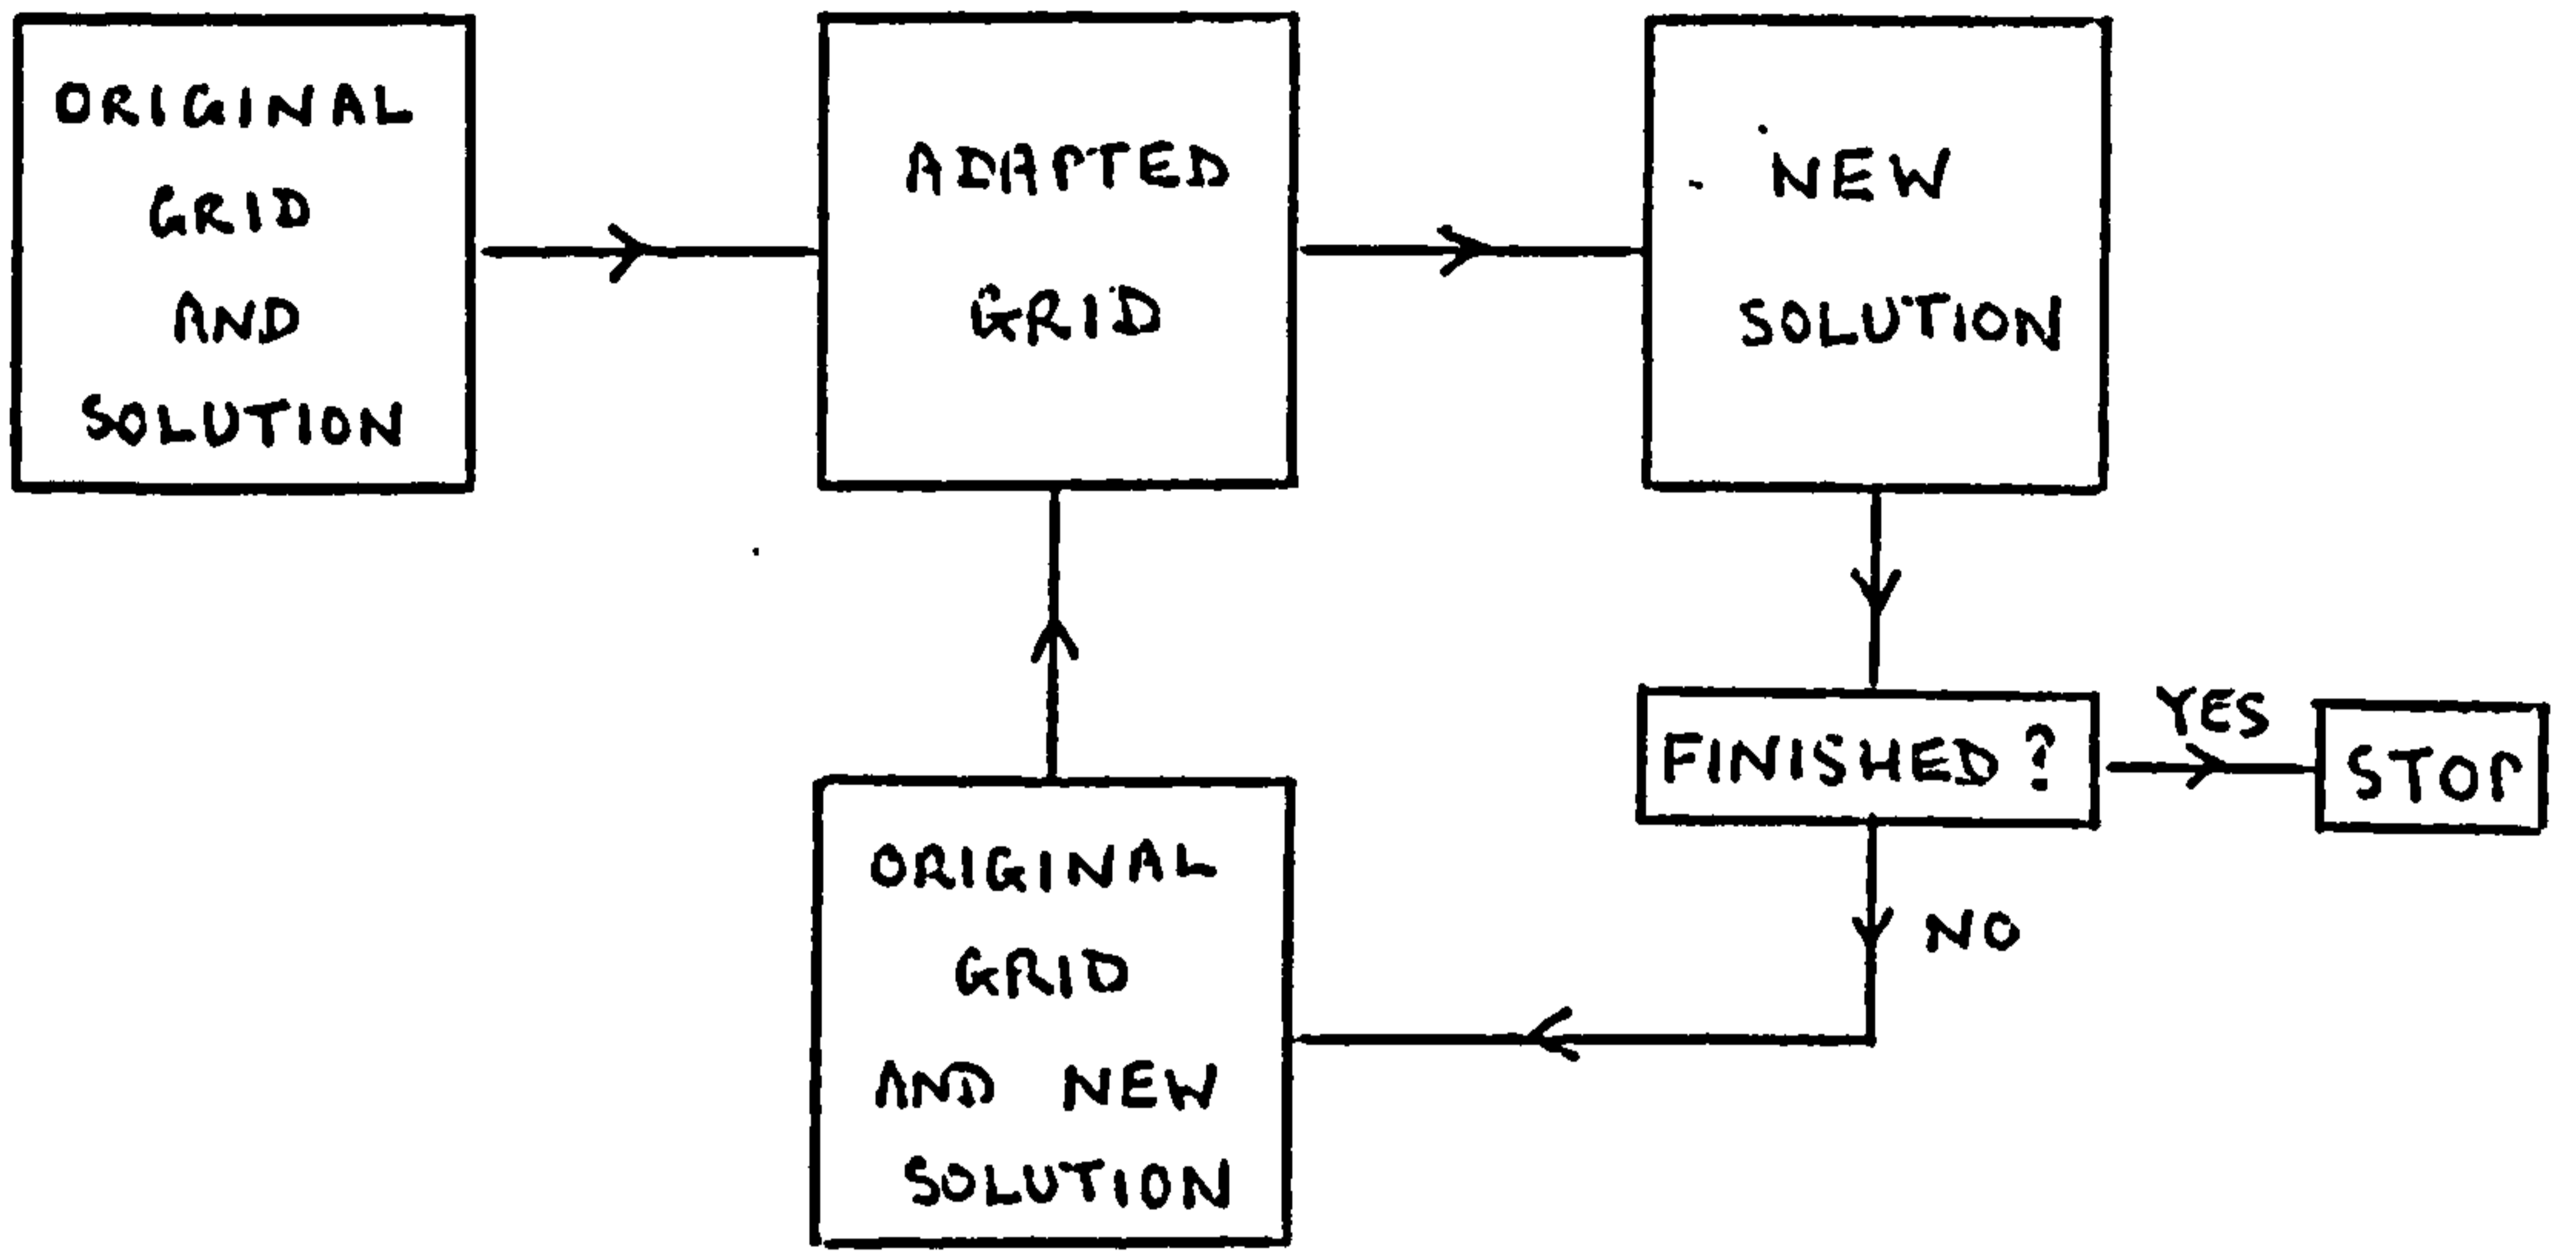 ORIGINAL
GRID
AND
SOLUTION
ADAPTED
GRID
NEW
SOLUTION
FINISHED?
YES
STOP
NO
ORIGINAL
GRID
AND NEW
SOLUTION